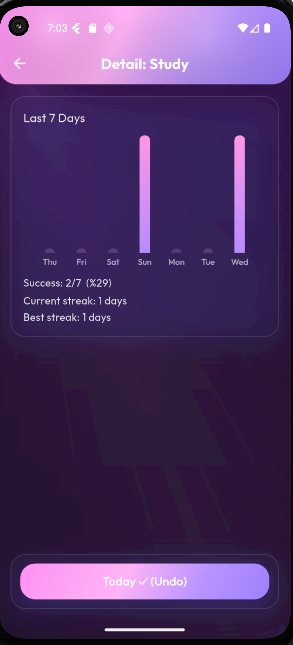 7:03
Detail: Study
Last 7 Days
Thu Fri Sat Sun Mon Tue Wed
Success: 2/7 (%29)
Current streak: 1 days
Best streak: 1 days
Today ✓ (Undo)